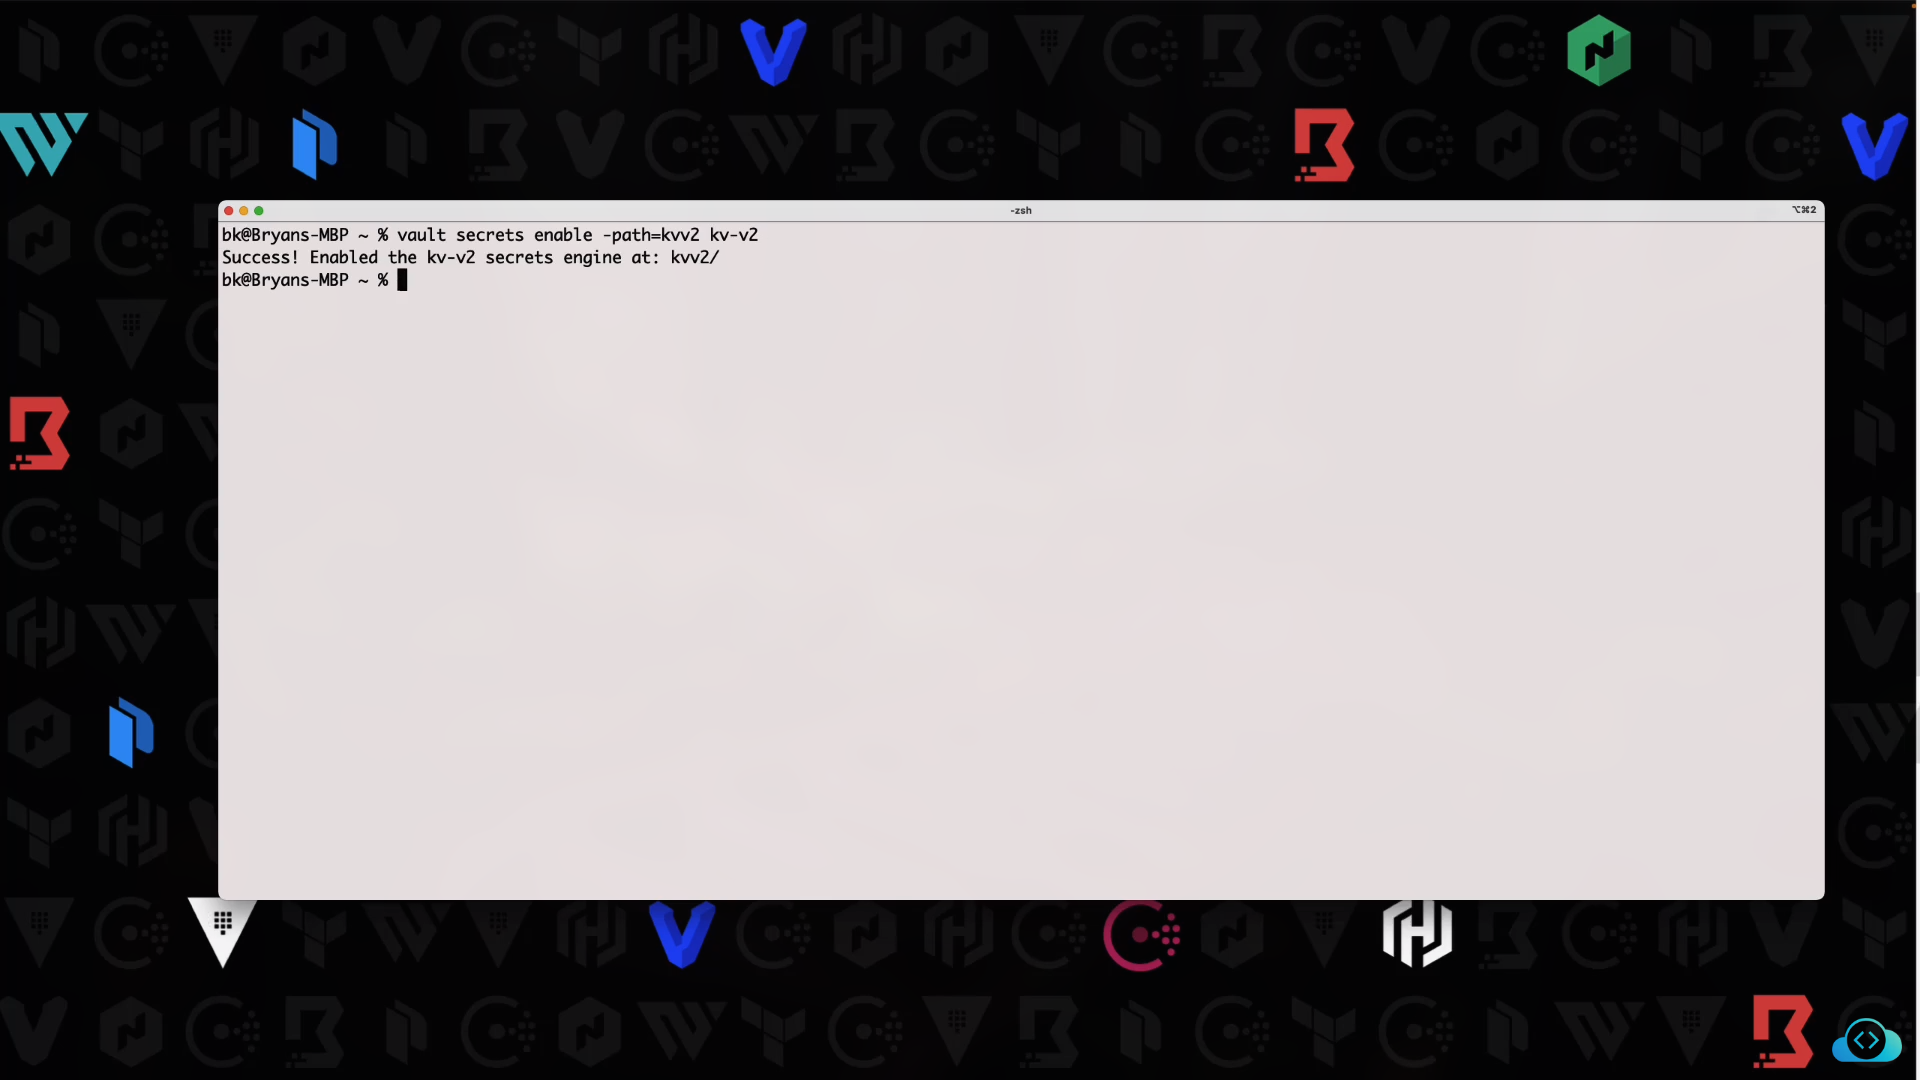 -zsh
⌥⌘2
bk@Bryans-MBP ~ % vault secrets enable -path=kvv2 kv-v2
Success! Enabled the kv-v2 secrets engine at: kvv2/
bk@Bryans-MBP ~ %